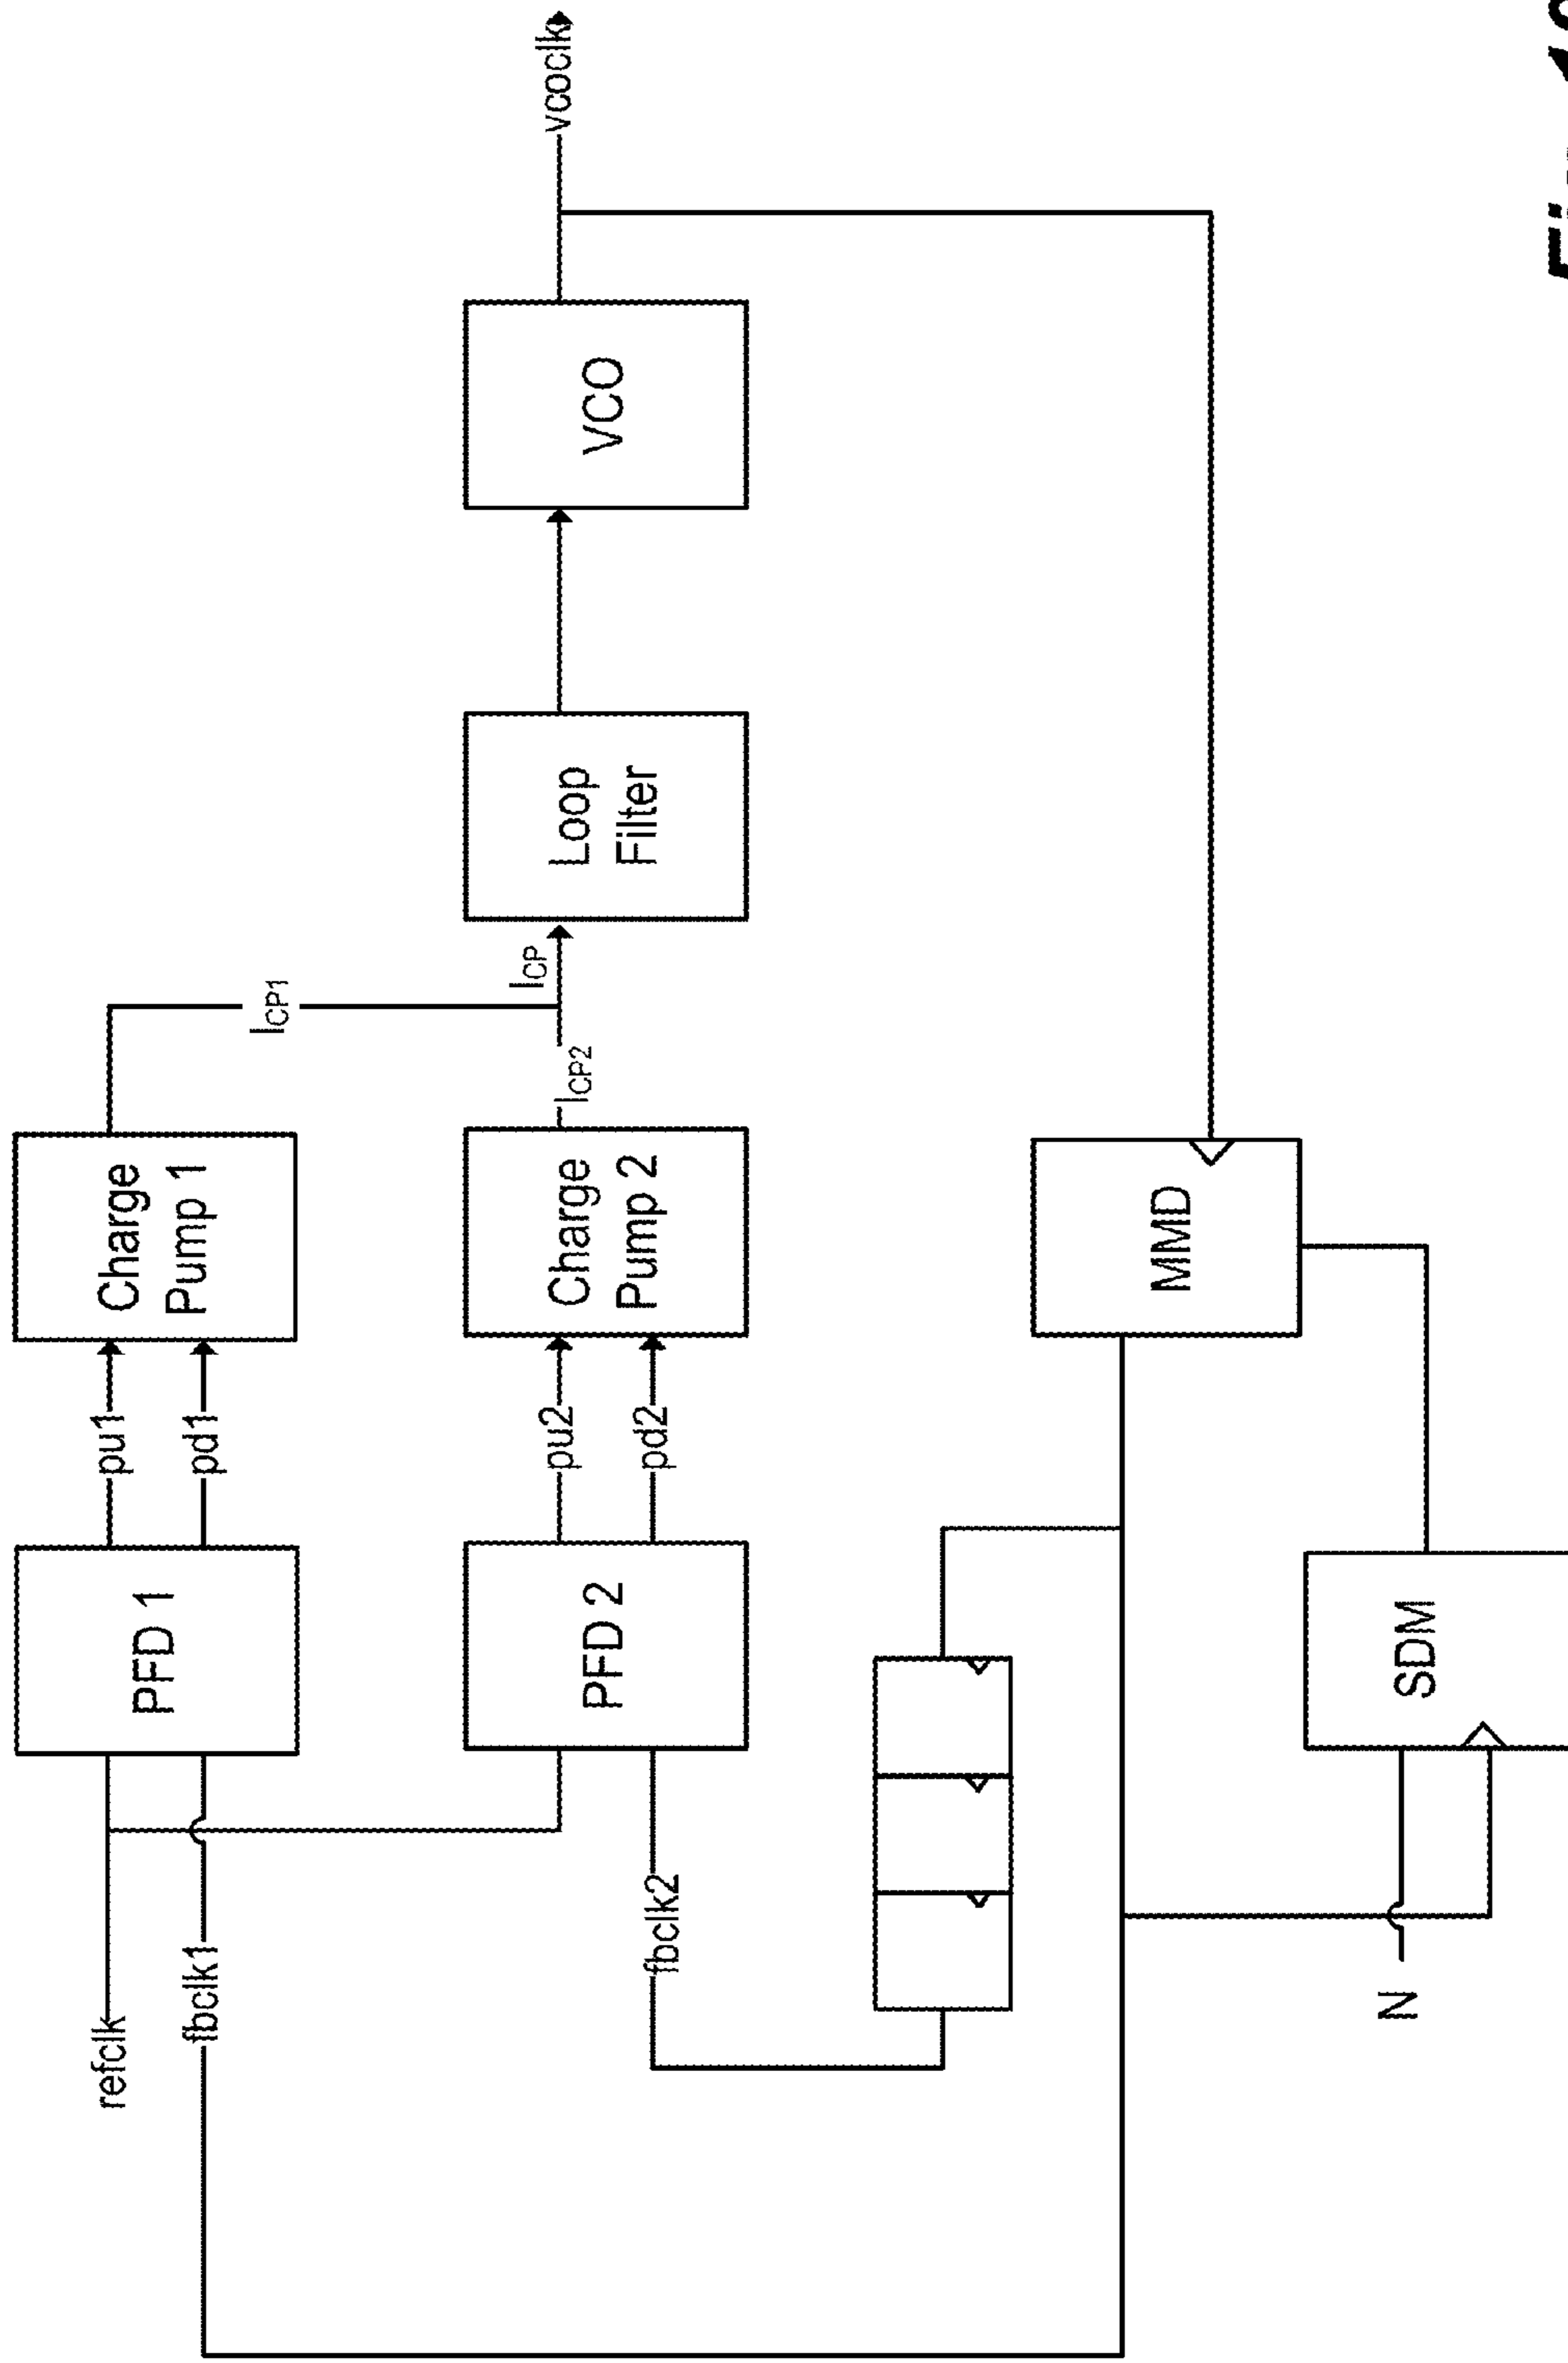 refclk
fbclk1
PFD 1
pu1
pd1
Charge
Pump 1
ICP1
fbclk2
PFD 2
pu2
pd2
Charge
Pump 2
ICP2
ICP
Loop
Filter
VCO
vcoclk
MMD
N
SDM